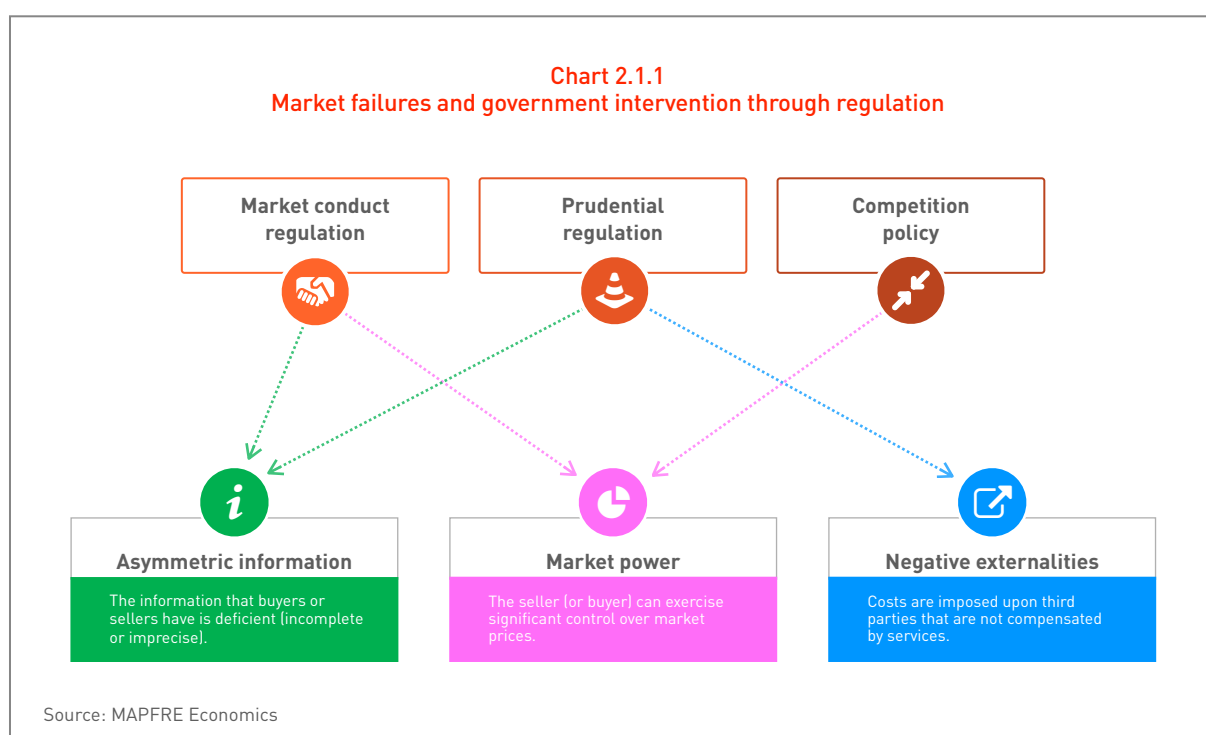 Chart 2.1.1
Market failures and government intervention through regulation
Market conduct
regulation
Prudential
regulation
Competition
policy
Asymmetric information
The information that buyers or
sellers have is deficient (incomplete
or imprecise).
Market power
The seller (or buyer) can exercise
significant control over market
prices.
Negative externalities
Costs are imposed upon third
parties that are not compensated
by services.
Source: MAPFRE Economics